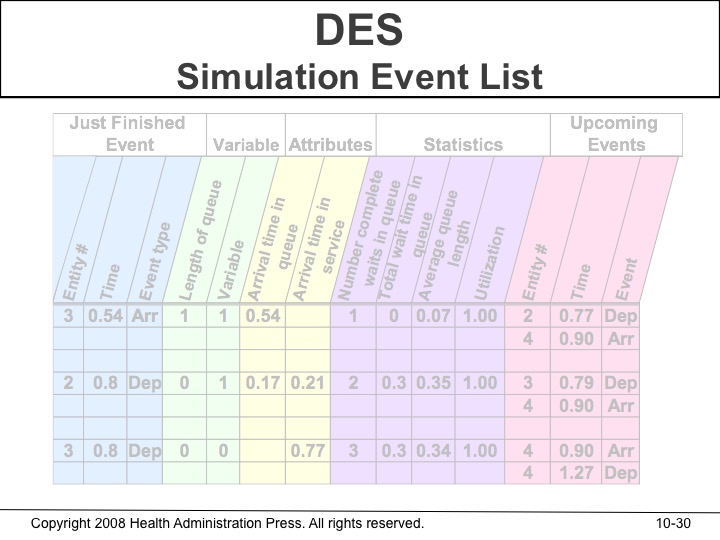 DES
Simulation Event List
Just Finished Event Variable Attributes Statistics Upcoming Events
Entity # Time Event type Length of queue Variable Arrival time in queue Arrival time in service Number complete waits in queue Total wait time in queue Average queue length Utilization Entity # Time Event
3 0.54 Arr 1 1 0.54 1 0 0.07 1.00 2 0.77 Dep
4 0.90 Arr
2 0.8 Dep 0 1 0.17 0.21 2 0.3 0.35 1.00 3 0.79 Dep
4 0.90 Arr
3 0.8 Dep 0 0 0.77 3 0.3 0.34 1.00 4 0.90 Arr
4 1.27 Dep
Copyright 2008 Health Administration Press. All rights reserved. 10-30